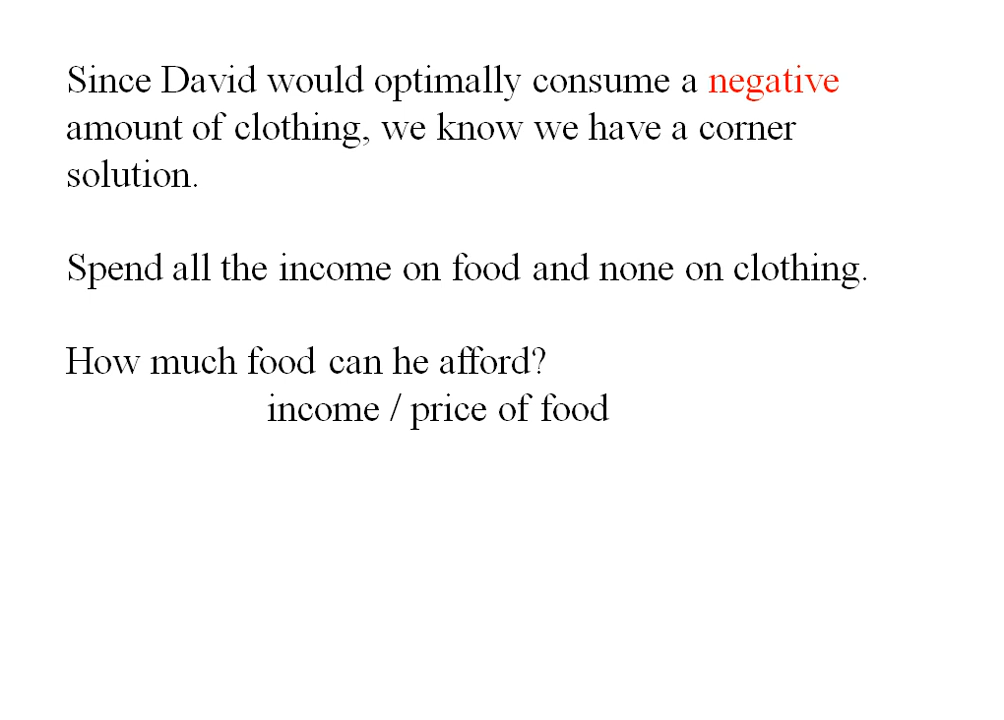 Since David would optimally consume a negative
amount of clothing, we know we have a corner
solution.
Spend all the income on food and none on clothing.
How much food can he afford?
income / price of food